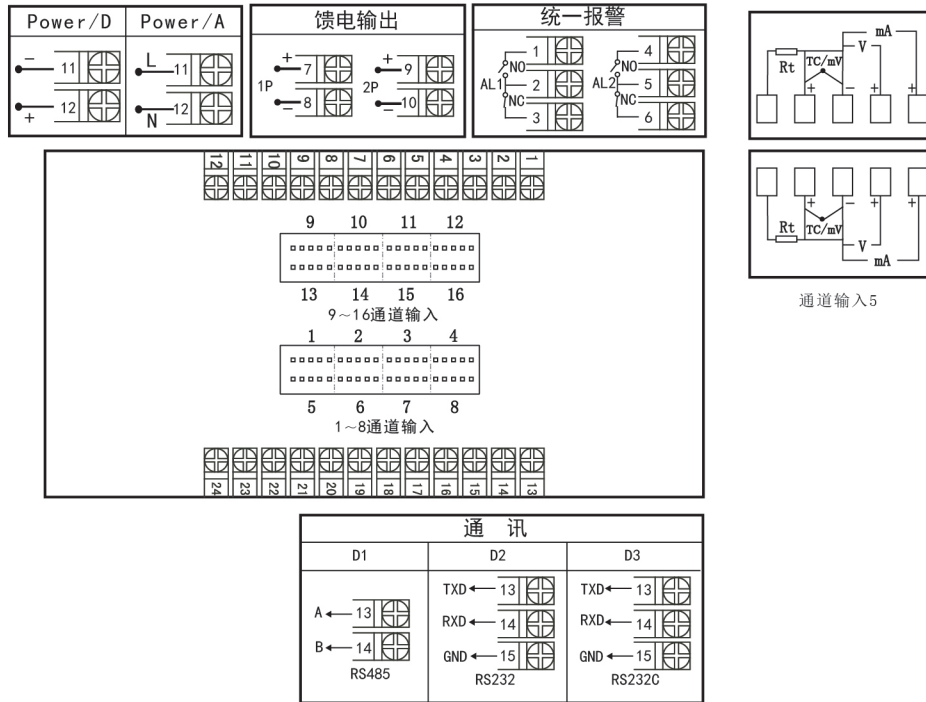 Power/D
Power/A
馈电输出
统一报警
− 11
+ 12
L 11
N 12
1P
+ 7
− 8
2P
+ 9
− 10
AL1
1
NO
2
NC
3
AL2
4
NO
5
NC
6
mA
V
Rt
TC/mV
+ − + +
+ − + +
Rt
TC/mV
V
mA
通道输入5
12 11 10 9 8 7 6 5 4 3 2 1
9 10 11 12
13 14 15 16
9～16通道输入
1 2 3 4
5 6 7 8
1～8通道输入
24 23 22 21 20 19 18 17 16 15 14 13
通 讯
D1
D2
D3
A 13
B 14
RS485
TXD 13
RXD 14
GND 15
RS232
TXD 13
RXD 14
GND 15
RS232C